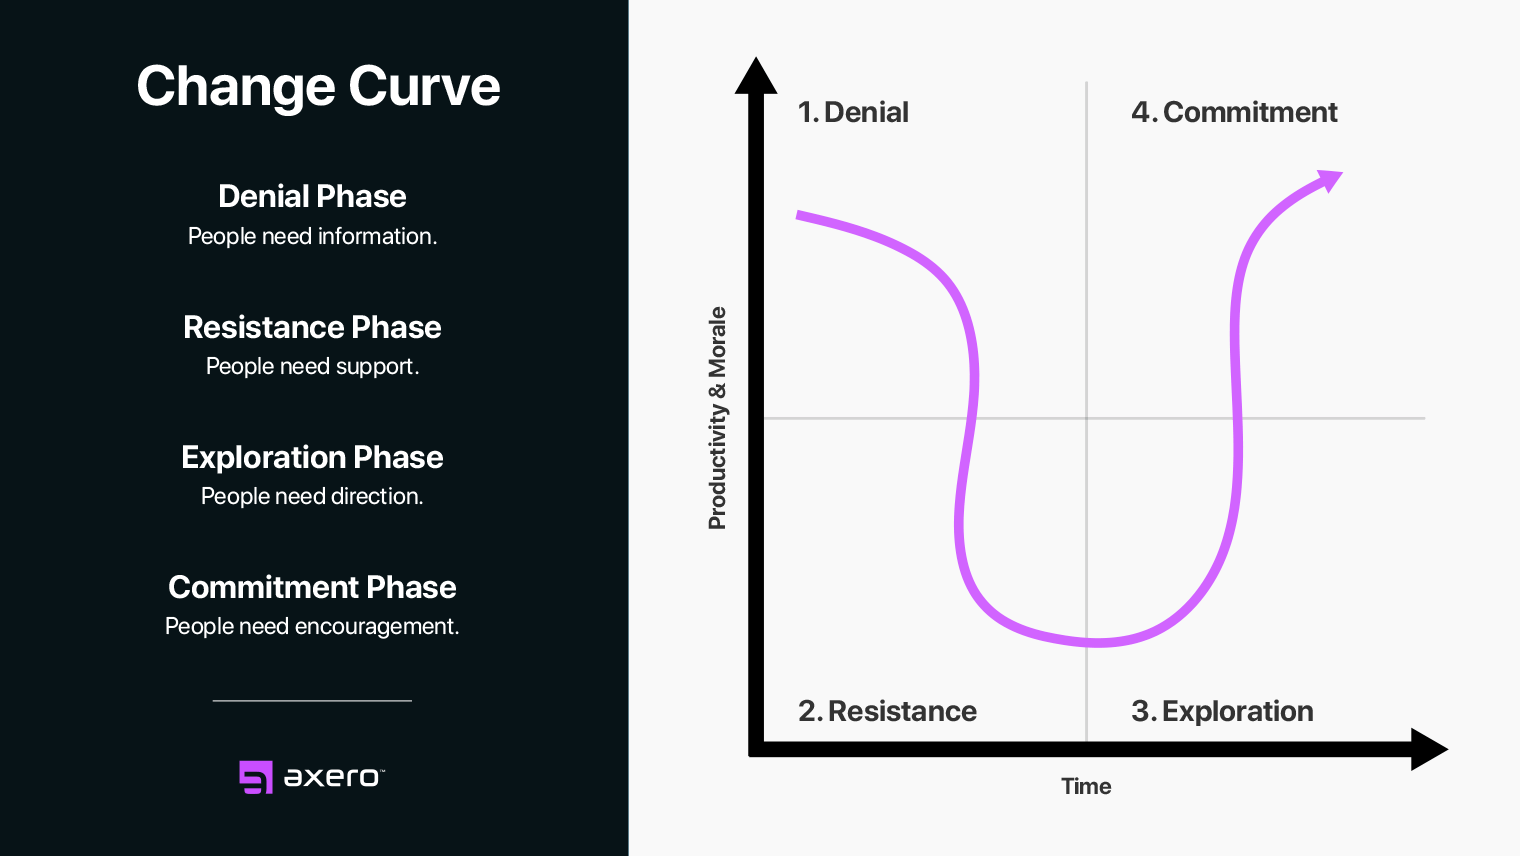 Change Curve
Denial Phase
People need information.
Resistance Phase
People need support.
Exploration Phase
People need direction.
Commitment Phase
People need encouragement.
axero™
1. Denial
4. Commitment
Productivity & Morale
2. Resistance
3. Exploration
Time